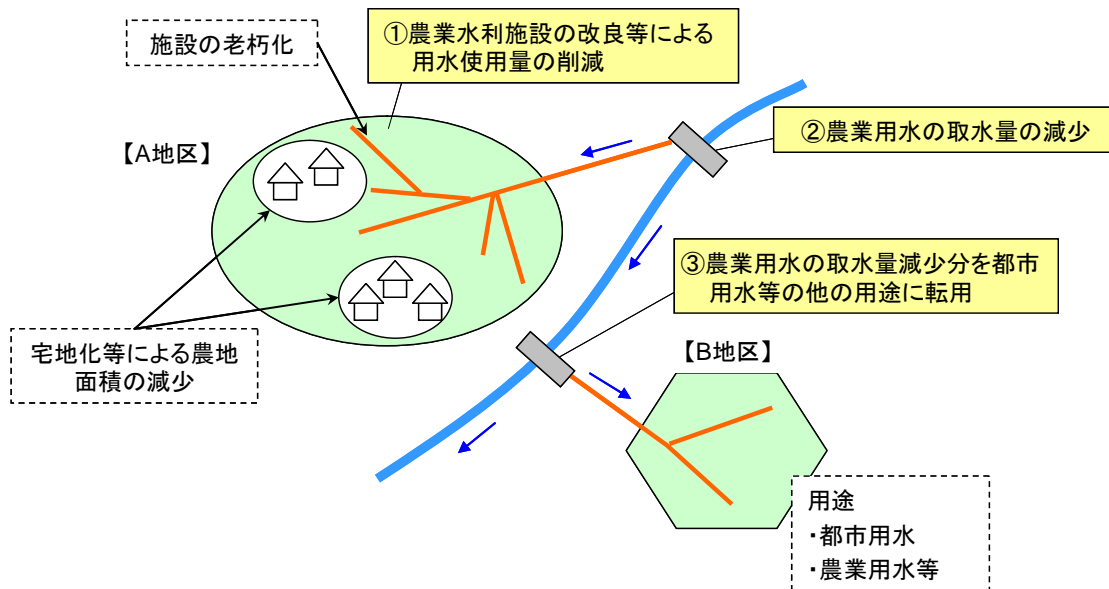 施設の老朽化
①農業水利施設の改良等による
用水使用量の削減
【A地区】
②農業用水の取水量の減少
③農業用水の取水量減少分を都市
用水等の他の用途に転用
宅地化等による農地
面積の減少
【B地区】
用途
・都市用水
・農業用水等